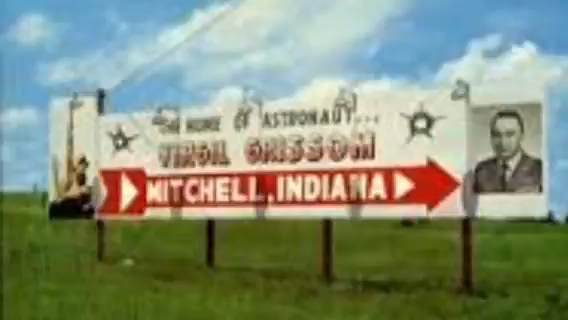 THE HOME OF ASTRONAUT...
VIRGIL GRISSOM
MITCHELL, INDIANA